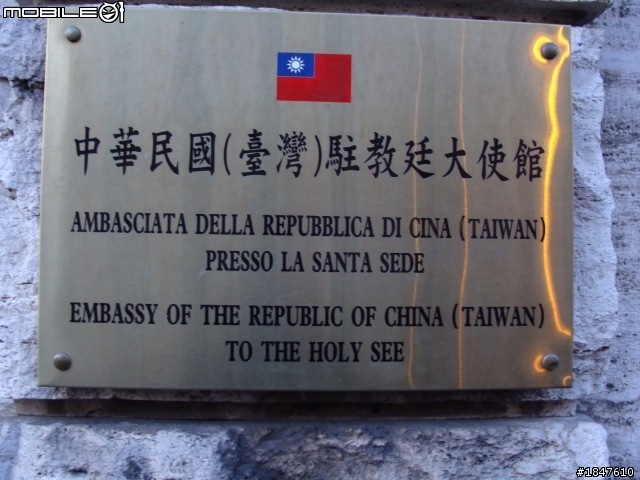 MOBILE01
中華民國(臺灣)駐教廷大使館
AMBASCIATA DELLA REPUBBLICA DI CINA (TAIWAN)
PRESSO LA SANTA SEDE
EMBASSY OF THE REPUBLIC OF CHINA (TAIWAN)
TO THE HOLY SEE
#1847610